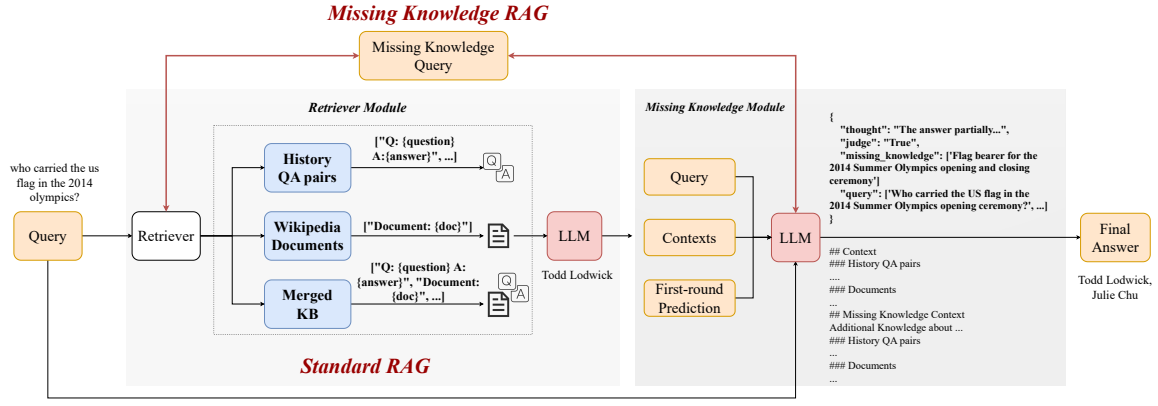 Missing Knowledge RAG
Missing Knowledge
Query
Retriever Module
Missing Knowledge Module
who carried the us
flag in the 2014
olympics?
Query
Retriever
History
QA pairs
["Q: {question}
A:{answer}", ...]
Q
A
Wikipedia
Documents
["Document: {doc}"]
Merged
KB
["Q: {question} A:
{answer}", "Document:
{doc}", ...]
Q
A
LLM
Todd Lodwick
Standard RAG
Query
Contexts
First-round
Prediction
LLM
{
"thought": "The answer partially...",
"judge": "True",
"missing_knowledge": ['Flag bearer for the
2014 Summer Olympics opening and closing
ceremony']
"query": ['Who carried the US flag in the
2014 Summer Olympics opening ceremony?', ...]
}
## Context
### History QA pairs
....
### Documents
...
## Missing Knowledge Context
Additional Knowledge about ...
### History QA pairs
...
### Documents
...
Final
Answer
Todd Lodwick,
Julie Chu